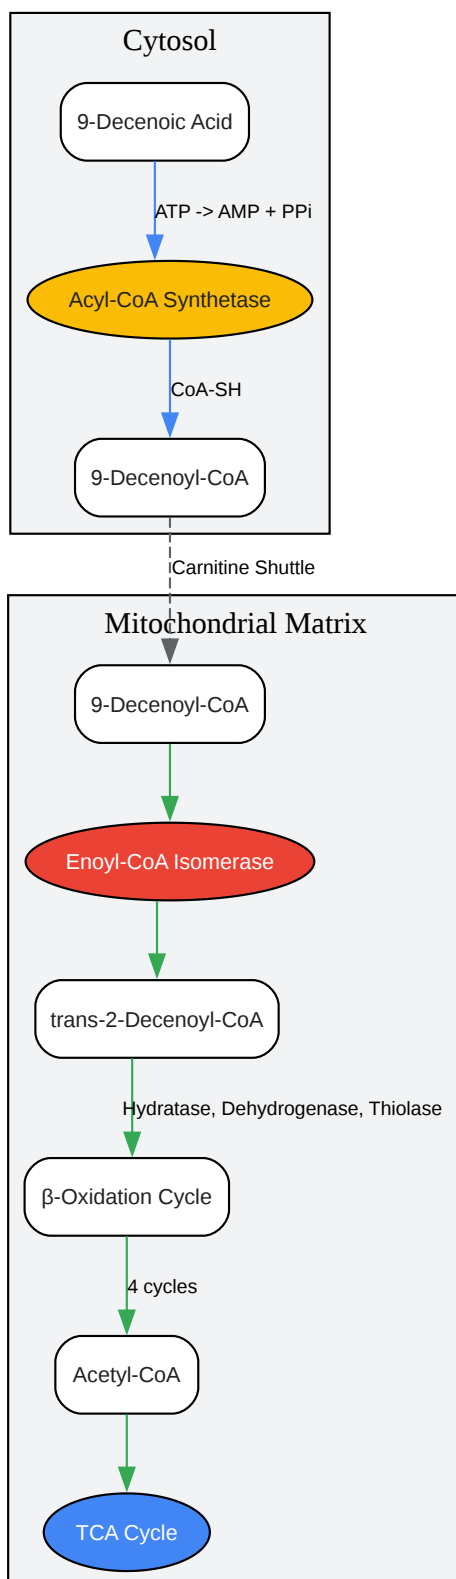 Cytosol
9-Decenoic Acid
ATP -> AMP + PPi
Acyl-CoA Synthetase
CoA-SH
9-Decenoyl-CoA
Carnitine Shuttle
Mitochondrial Matrix
9-Decenoyl-CoA
Enoyl-CoA Isomerase
trans-2-Decenoyl-CoA
Hydratase, Dehydrogenase, Thiolase
β-Oxidation Cycle
4 cycles
Acetyl-CoA
TCA Cycle